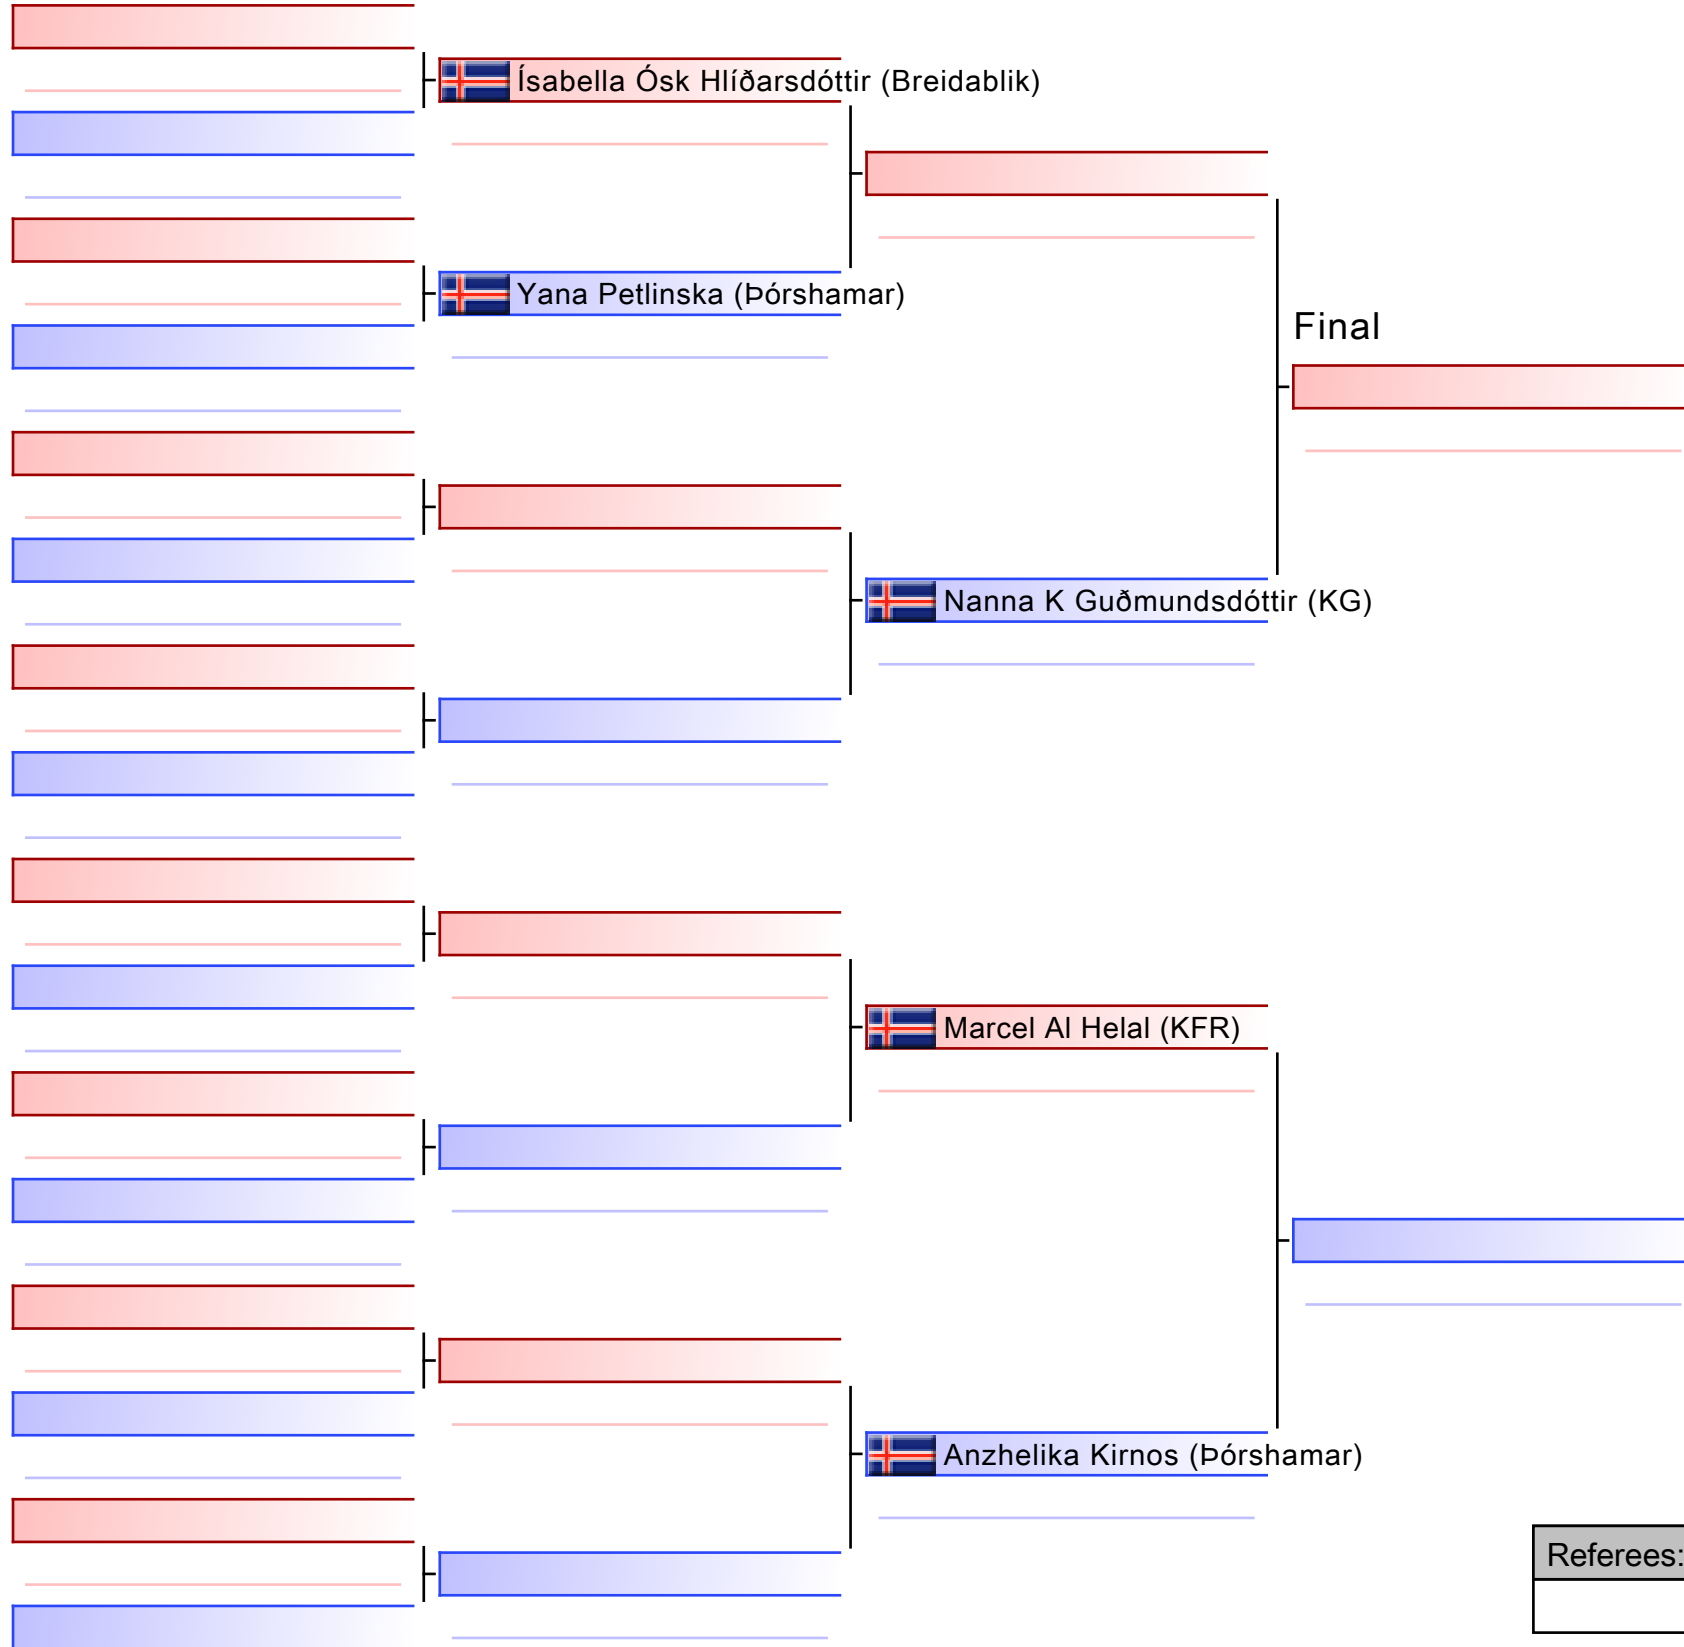 Ísabella Ósk Hlíðarsdóttir (Breidablik)
Yana Petlinska (Þórshamar)
Final
Nanna K Guðmundsdóttir (KG)
Marcel Al Helal (KFR)
Anzhelika Kirnos (Þórshamar)
Referees: